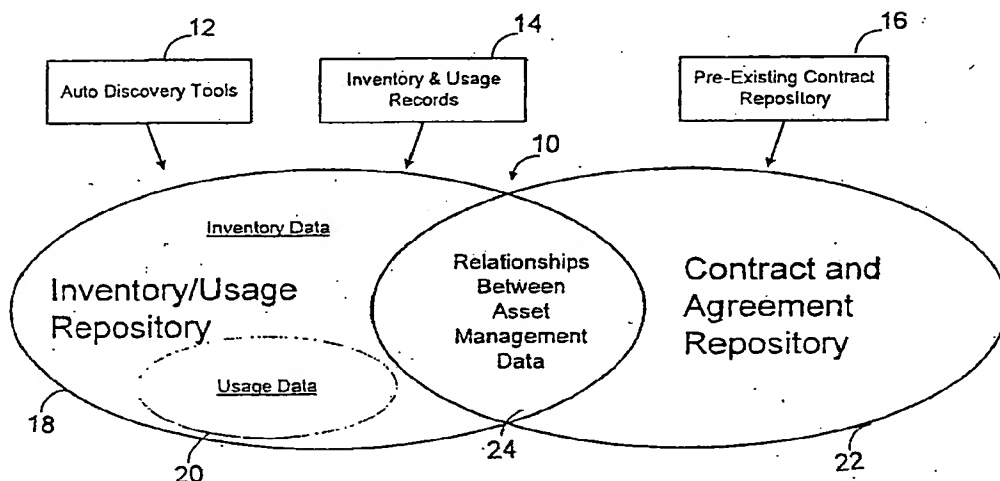 12
14
16
Auto Discovery Tools
Inventory & Usage
Records
Pre-Existing Contract
Repository
10
Inventory Data
Inventory/Usage
Repository
Relationships
Between
Asset
Management
Data
Contract and
Agreement
Repository
Usage Data
18
20
24
22